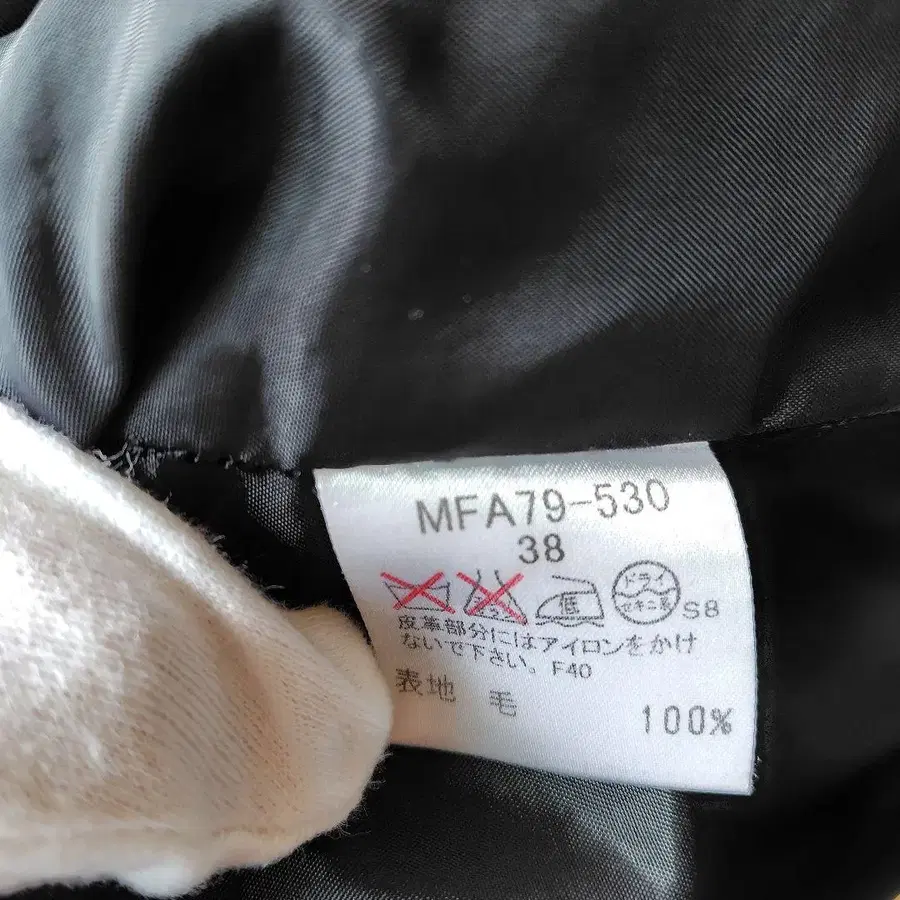 MFA79-530
38
低 ドライ セキユ系 S8
皮革部分にはアイロンをかけ
ないで下さい。F40
表地 毛 100%